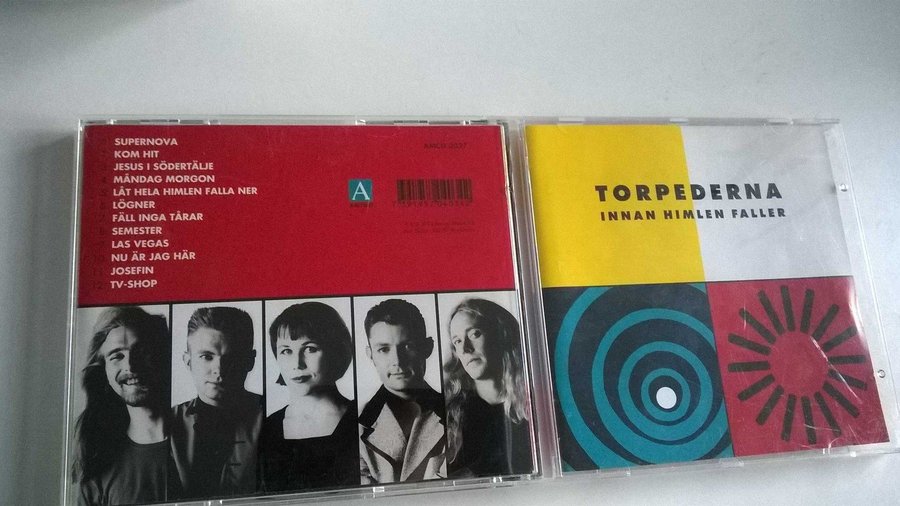 SUPERNOVA
KOM HIT
JESUS I SÖDERTÄLJE
MÅNDAG MORGON
LÅT HELA HIMLEN FALLA NER
LÖGNER
FÄLL INGA TÅRAR
SEMESTER
LAS VEGAS
NU ÄR JAG HÄR
JOSEFIN
TV-SHOP
A
TORPEDERNA
INNAN HIMLEN FALLER